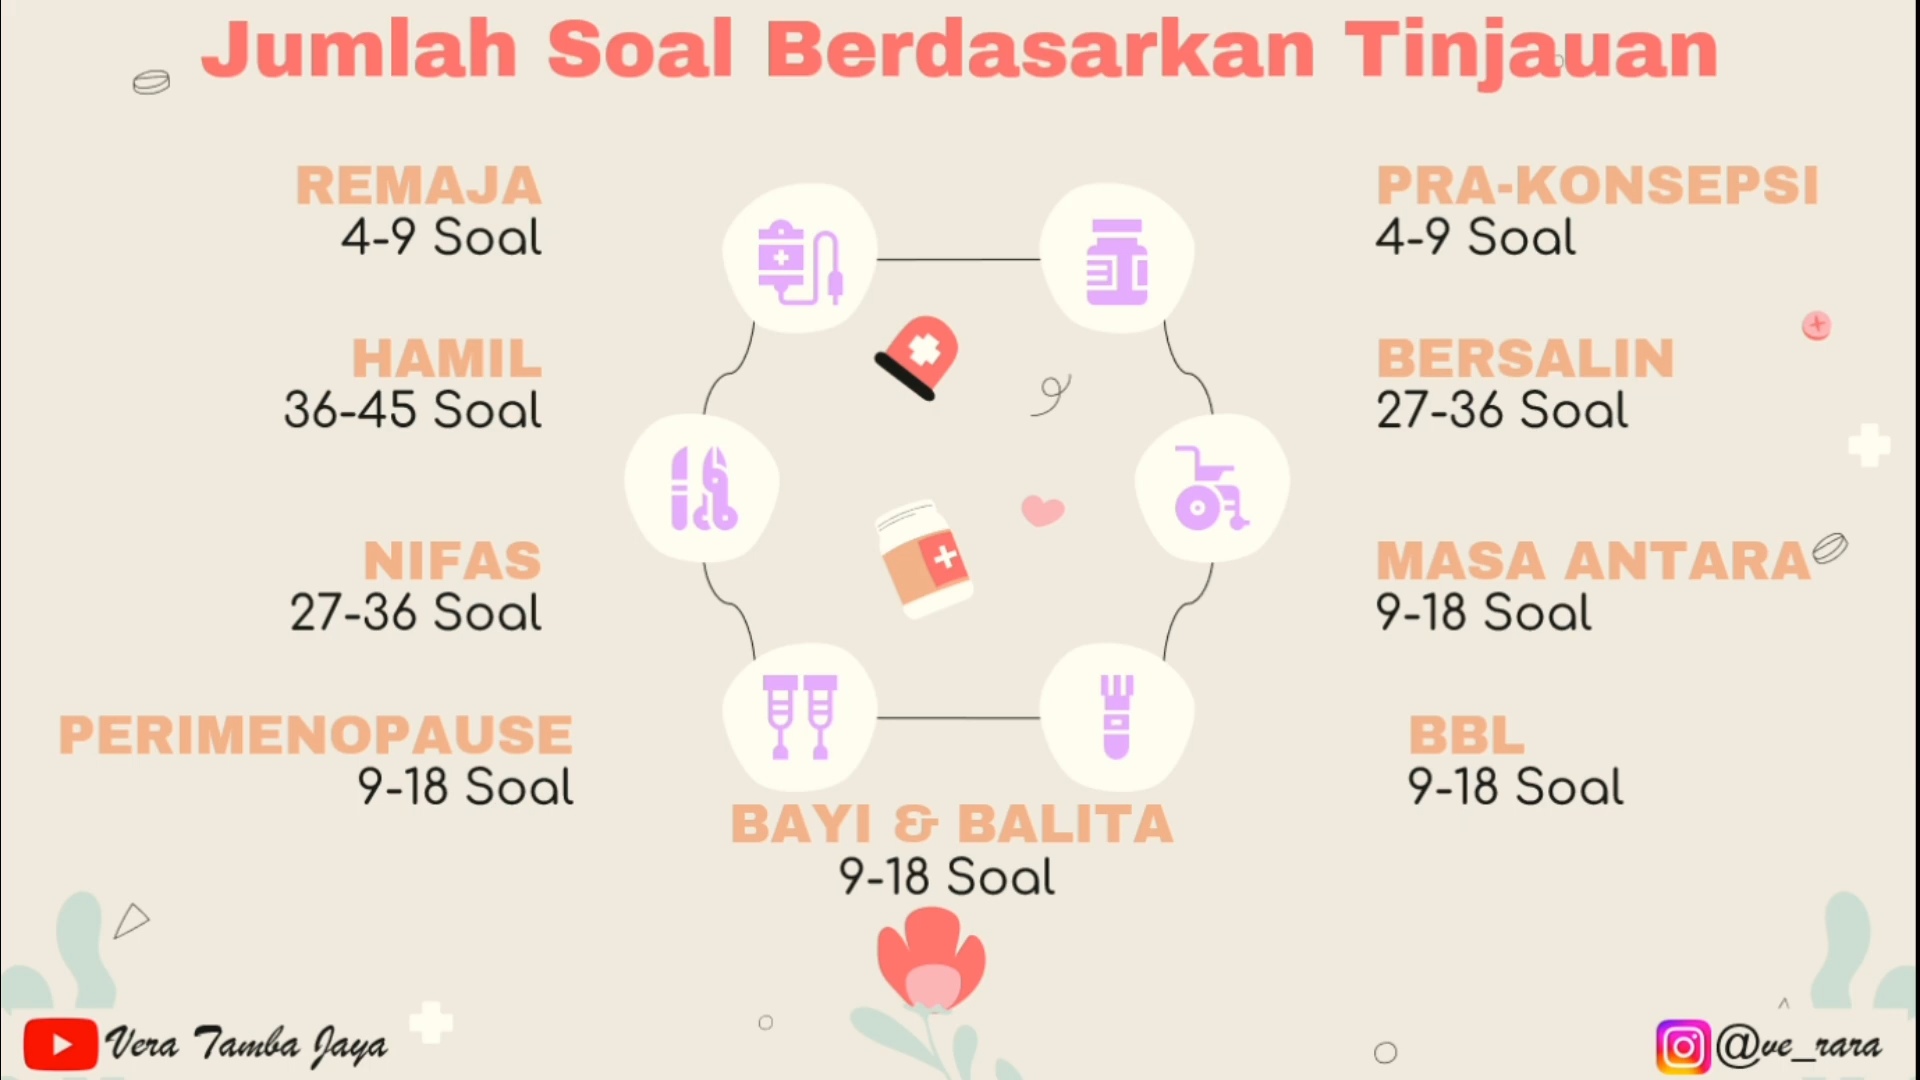 Jumlah Soal Berdasarkan Tinjauan
REMAJA
4-9 Soal
PRA-KONSEPSI
4-9 Soal
HAMIL
36-45 Soal
BERSALIN
27-36 Soal
NIFAS
27-36 Soal
MASA ANTARA
9-18 Soal
PERIMENOPAUSE
9-18 Soal
BBL
9-18 Soal
BAYI & BALITA
9-18 Soal
Vera Tamba Jaya
@ve_rara